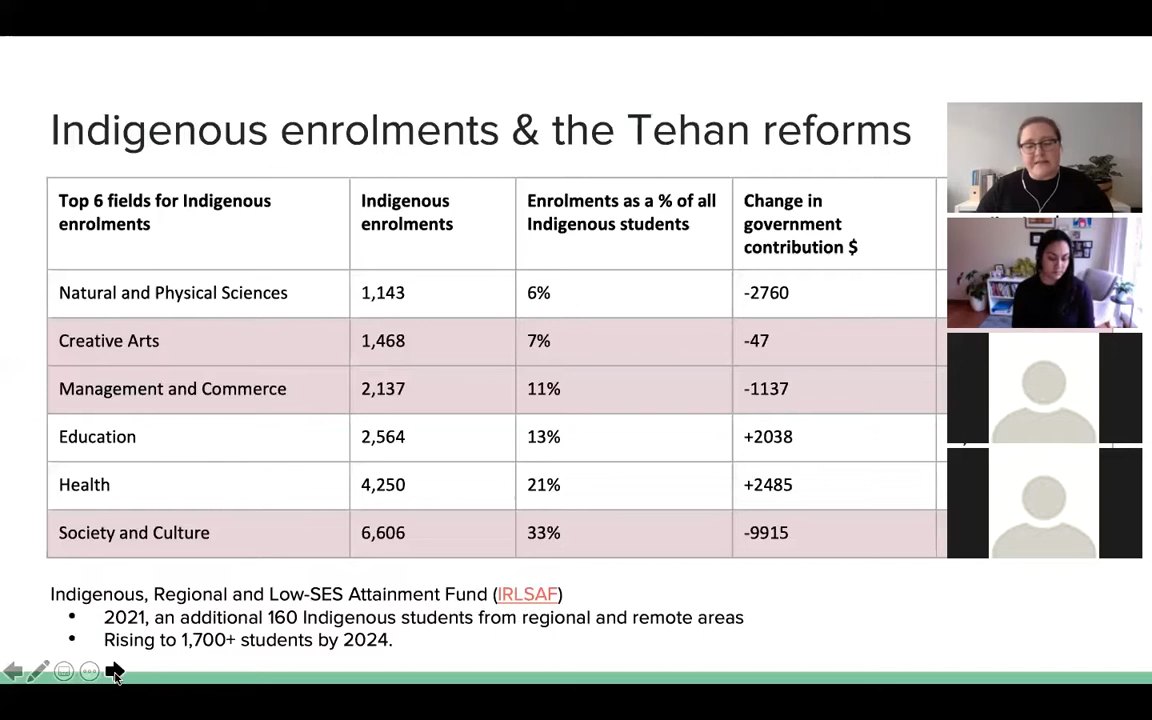 Indigenous enrolments & the Tehan reforms
Top 6 fields for Indigenous
enrolments
Indigenous
enrolments
Enrolments as a % of all
Indigenous students
Change in
government
contribution $
Natural and Physical Sciences 1,143 6% -2760
Creative Arts 1,468 7% -47
Management and Commerce 2,137 11% -1137
Education 2,564 13% +2038
Health 4,250 21% +2485
Society and Culture 6,606 33% -9915
Indigenous, Regional and Low-SES Attainment Fund (IRLSAF)
• 2021, an additional 160 Indigenous students from regional and remote areas
• Rising to 1,700+ students by 2024.